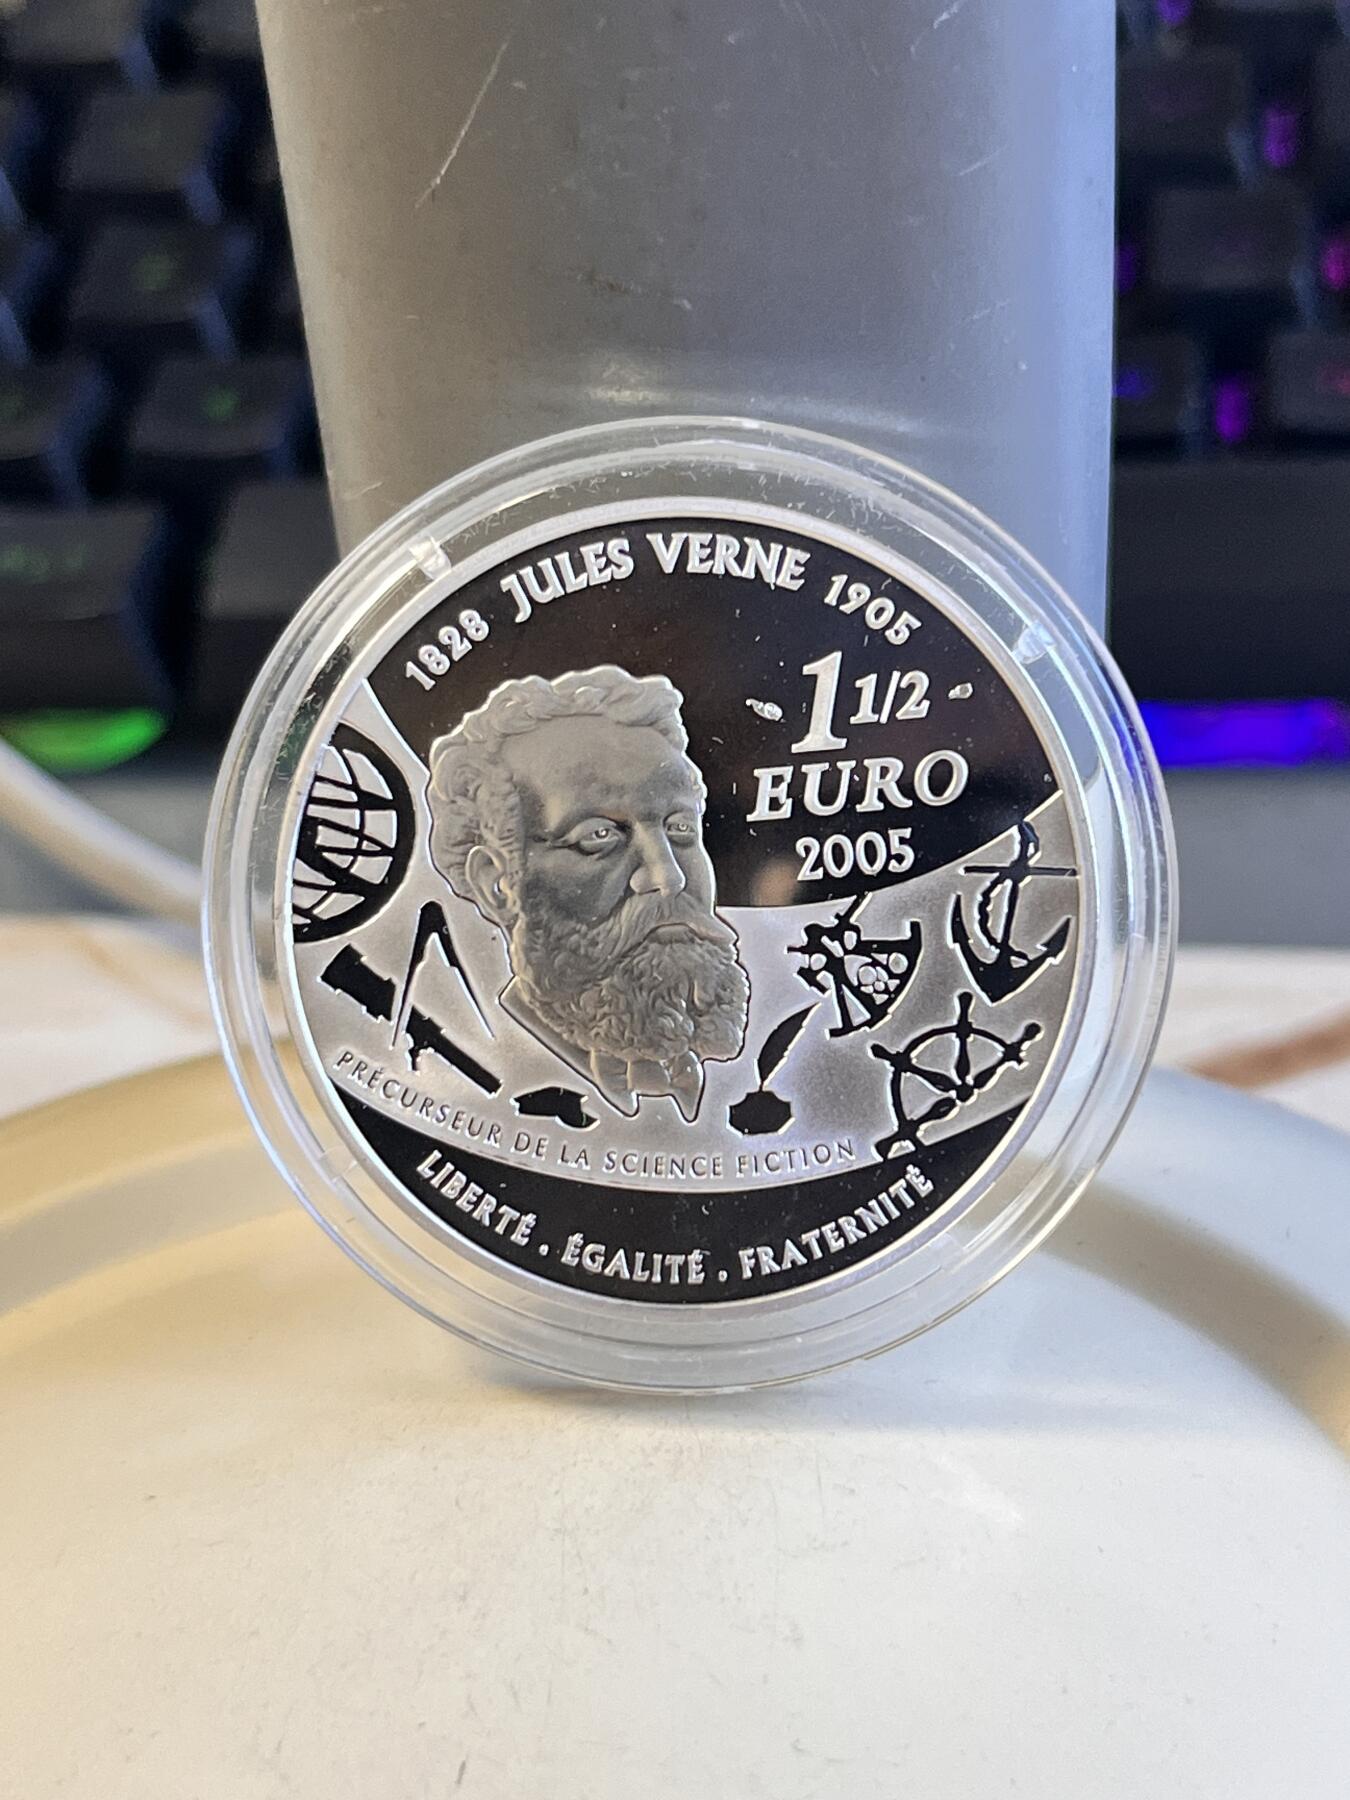 1828 JULES VERNE 1905
1 1/2
EURO
2005
PRÉCURSEUR DE LA SCIENCE FICTION
LIBERTÉ . ÉGALITÉ . FRATERNITÉ